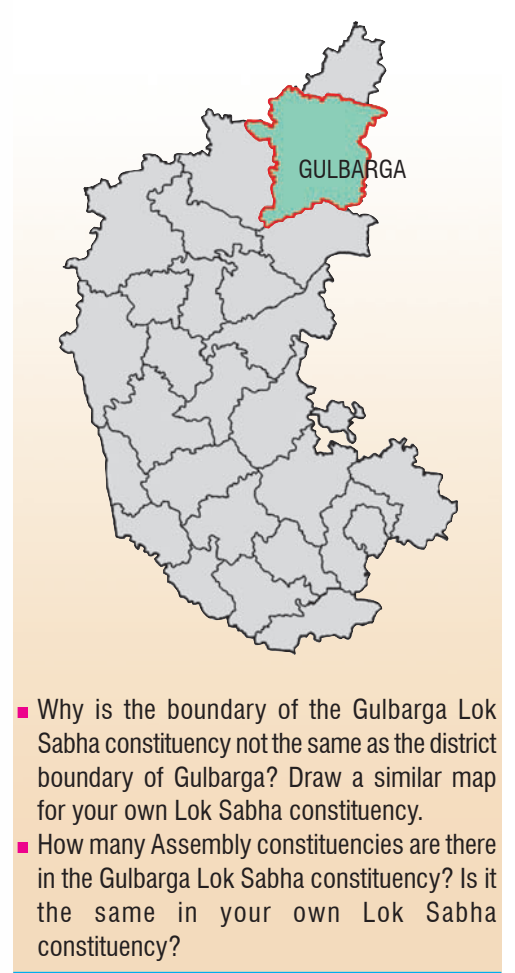 GULBARGA
Why is the boundary of the Gulbarga Lok
Sabha constituency not the same as the district
boundary of Gulbarga? Draw a similar map
for your own Lok Sabha constituency.
How many Assembly constituencies are there
in the Gulbarga Lok Sabha constituency? Is it
the same in your own Lok Sabha
constituency?